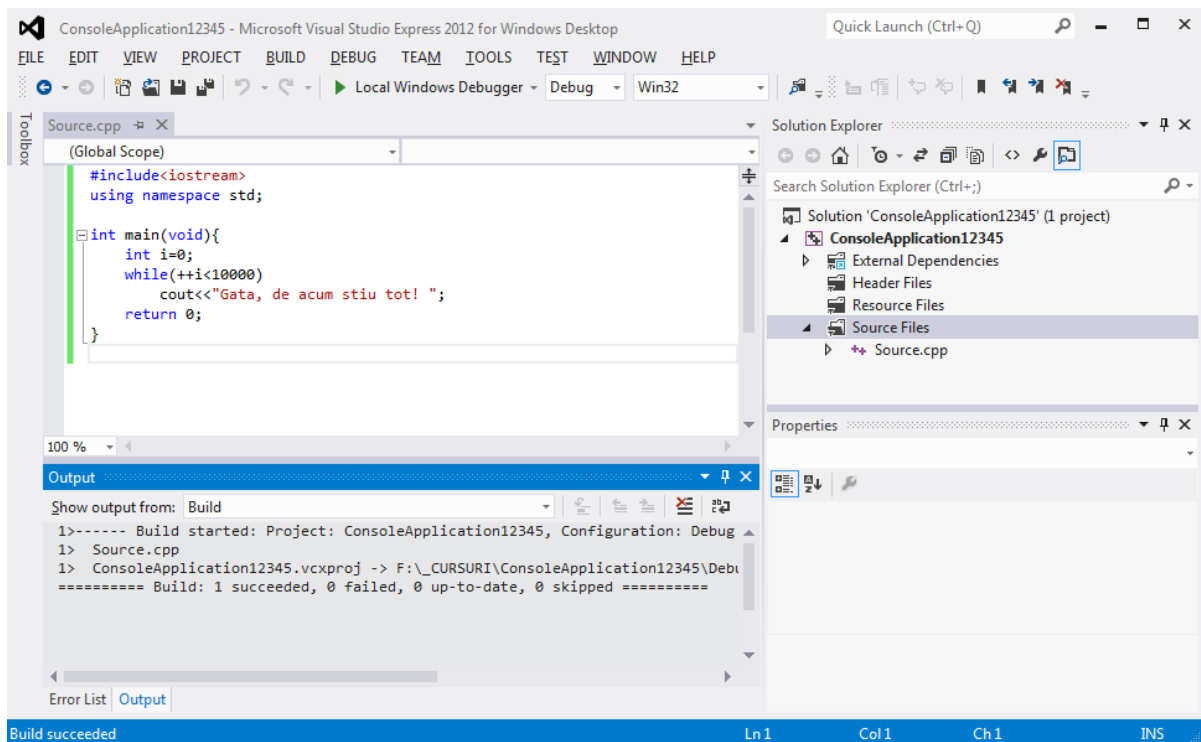 ConsoleApplication12345 - Microsoft Visual Studio Express 2012 for Windows Desktop
Quick Launch (Ctrl+Q)
FILE EDIT VIEW PROJECT BUILD DEBUG TEAM TOOLS TEST WINDOW HELP
Local Windows Debugger Debug Win32
Toolbox
Source.cpp
(Global Scope)
#include<iostream>
using namespace std;
int main(void){
int i=0;
while(++i<10000)
cout<<"Gata, de acum stiu tot! ";
return 0;
}
100 %
Output
Show output from: Build
1>------ Build started: Project: ConsoleApplication12345, Configuration: Debug
1> Source.cpp
1> ConsoleApplication12345.vcxproj -> F:\_CURSURI\ConsoleApplication12345\Debu
========== Build: 1 succeeded, 0 failed, 0 up-to-date, 0 skipped ==========
Error List Output
Solution Explorer
Search Solution Explorer (Ctrl+;)
Solution 'ConsoleApplication12345' (1 project)
ConsoleApplication12345
External Dependencies
Header Files
Resource Files
Source Files
Source.cpp
Properties
Build succeeded Ln 1 Col 1 Ch 1 INS